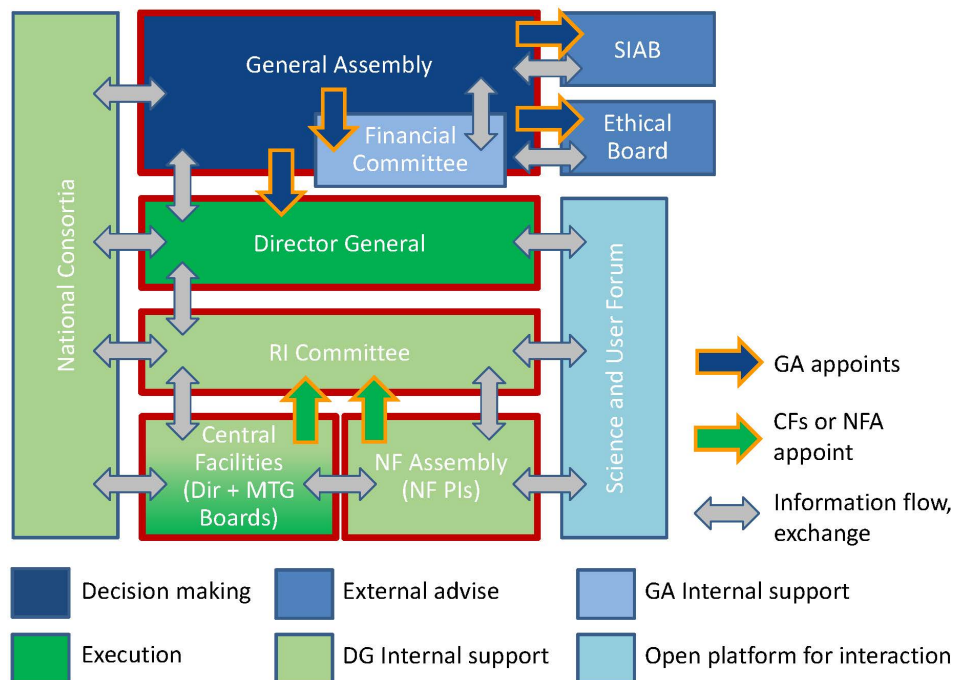 General Assembly
SIAB
Financial
Committee
Ethical
Board
National Consortia
Director General
Science and User Forum
RI Committee
GA appoints
Central
Facilities
(Dir + MTG
Boards)
NF Assembly
(NF PIs)
CFs or NFA
appoint
Information flow,
exchange
Decision making
External advise
GA Internal support
Execution
DG Internal support
Open platform for interaction